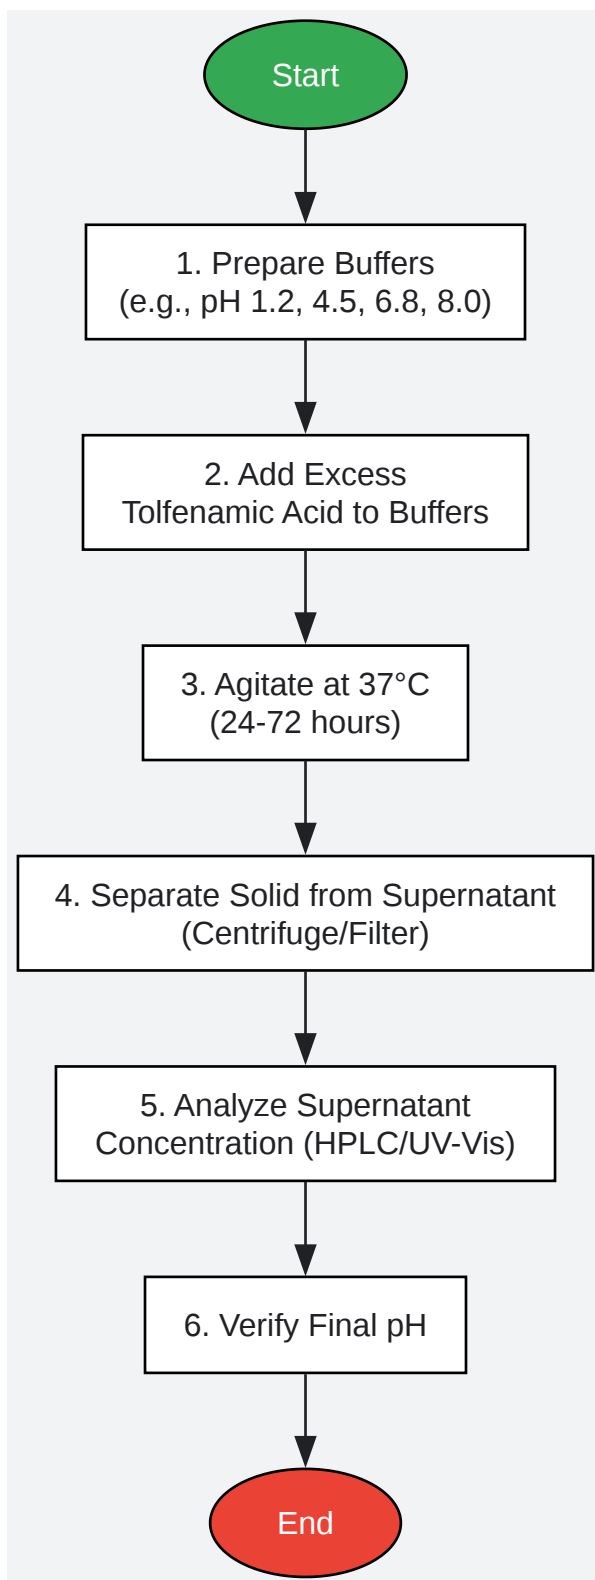 Start
1. Prepare Buffers
(e.g., pH 1.2, 4.5, 6.8, 8.0)
2. Add Excess
Tolfenamic Acid to Buffers
3. Agitate at 37°C
(24-72 hours)
4. Separate Solid from Supernatant
(Centrifuge/Filter)
5. Analyze Supernatant
Concentration (HPLC/UV-Vis)
6. Verify Final pH
End